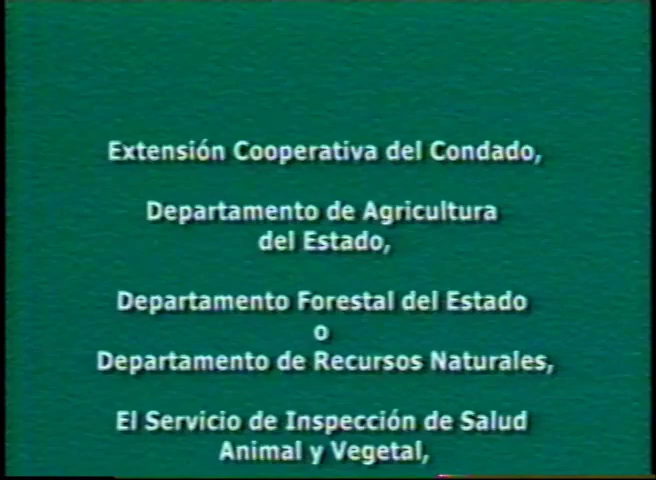 Extensión Cooperativa del Condado,
Departamento de Agricultura
del Estado,
Departamento Forestal del Estado
o
Departamento de Recursos Naturales,
El Servicio de Inspección de Salud
Animal y Vegetal,